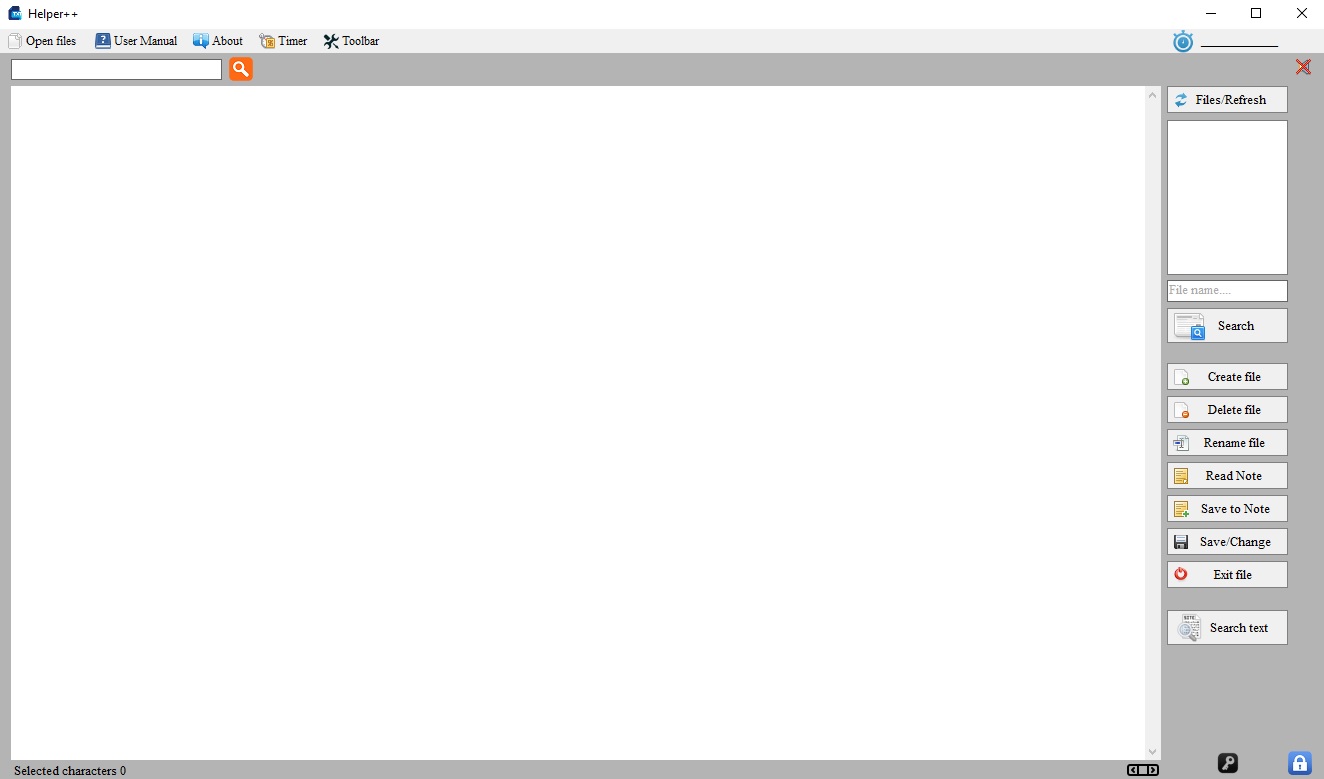 Helper++
Open files User Manual About Timer Toolbar
Files/Refresh
File name....
Search
Create file
Delete file
Rename file
Read Note
Save to Note
Save/Change
Exit file
Search text
Selected characters 0